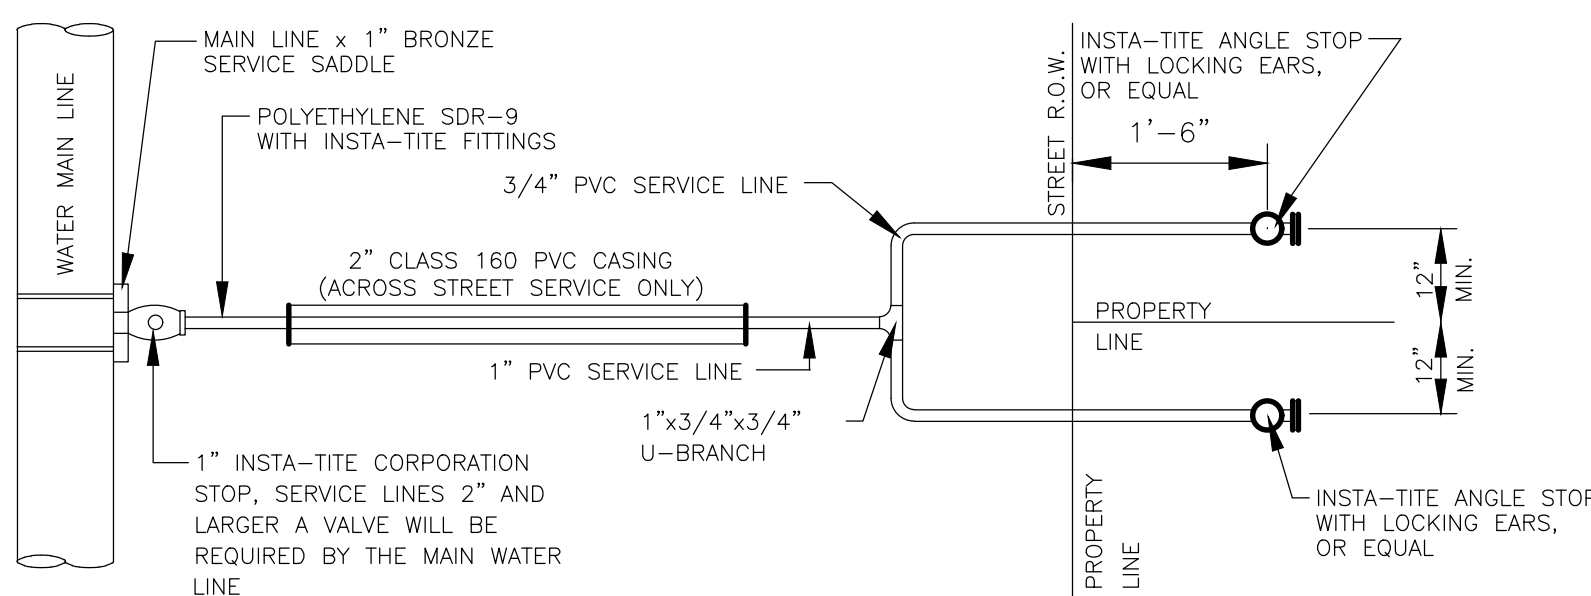 MAIN LINE x 1” BRONZE
SERVICE SADDLE
WATER MAIN LINE
POLYETHYLENE SDR-9
WITH INSTA-TITE FITTINGS
3/4” PVC SERVICE LINE
2” CLASS 160 PVC CASING
(ACROSS STREET SERVICE ONLY)
1” PVC SERVICE LINE
1”x3/4”x3/4”
U-BRANCH
1” INSTA-TITE CORPORATION
STOP, SERVICE LINES 2” AND
LARGER A VALVE WILL BE
REQUIRED BY THE MAIN WATER
LINE
STREET R.O.W.
INSTA-TITE ANGLE STOP
WITH LOCKING EARS,
OR EQUAL
1’-6”
12”
MIN.
PROPERTY
LINE
12”
MIN.
PROPERTY
LINE
INSTA-TITE ANGLE STOP
WITH LOCKING EARS,
OR EQUAL